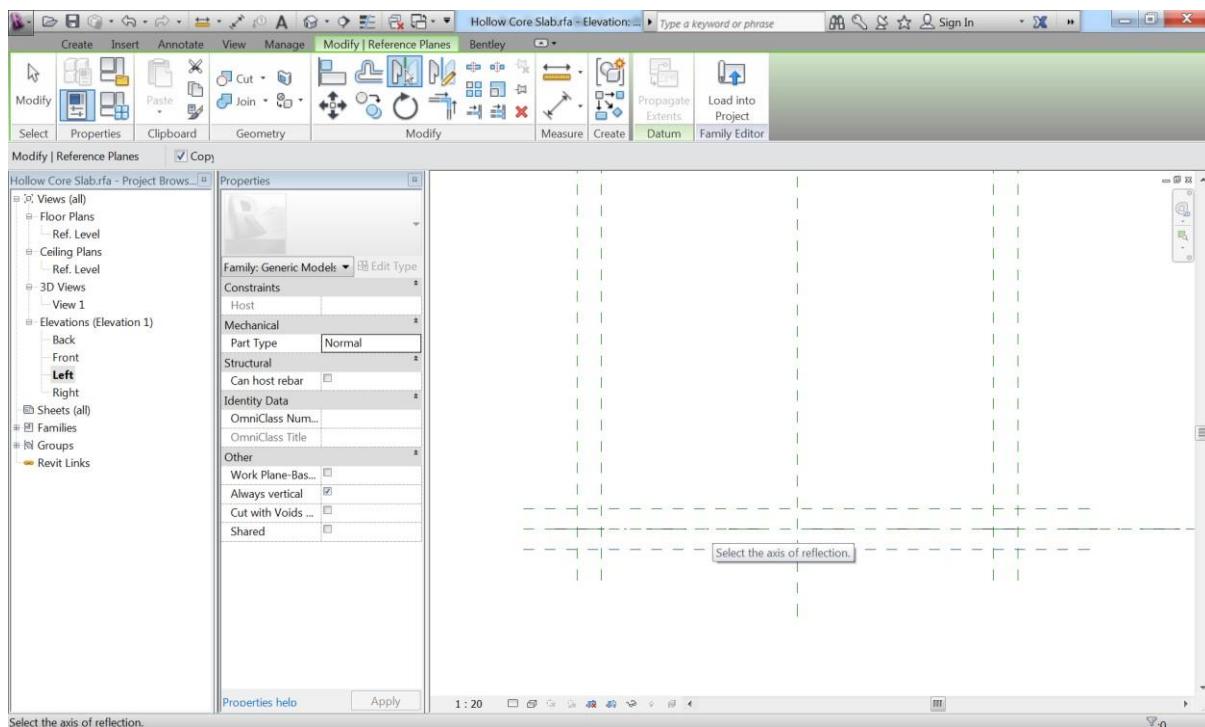 Hollow Core Slab.rfa - Elevation: ...
Type a keyword or phrase
Sign In
Create Insert Annotate View Manage Modify | Reference Planes Bentley
Modify
Paste
Cut
Join
Propagate Extents
Load into Project
Select Properties Clipboard Geometry Modify Measure Create Datum Family Editor
Modify | Reference Planes
Copy
Hollow Core Slab.rfa - Project Brows...
Views (all)
Floor Plans
Ref. Level
Ceiling Plans
Ref. Level
3D Views
View 1
Elevations (Elevation 1)
Back
Front
Left
Right
Sheets (all)
Families
Groups
Revit Links
Properties
Family: Generic Models
Edit Type
Constraints
Host
Mechanical
Part Type Normal
Structural
Can host rebar
Identity Data
OmniClass Num...
OmniClass Title
Other
Work Plane-Bas...
Always vertical
Cut with Voids ...
Shared
Properties help
Apply
Select the axis of reflection.
1 : 20
Select the axis of reflection.
:0